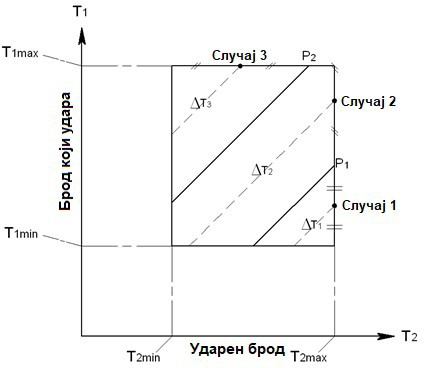 T1
Случај 3
P2
T1max
ΔT3
Случај 2
Брод који удара
ΔT2
P1
Случај 1
ΔT1
T1min
T2
T2min
Ударен брод
T2max